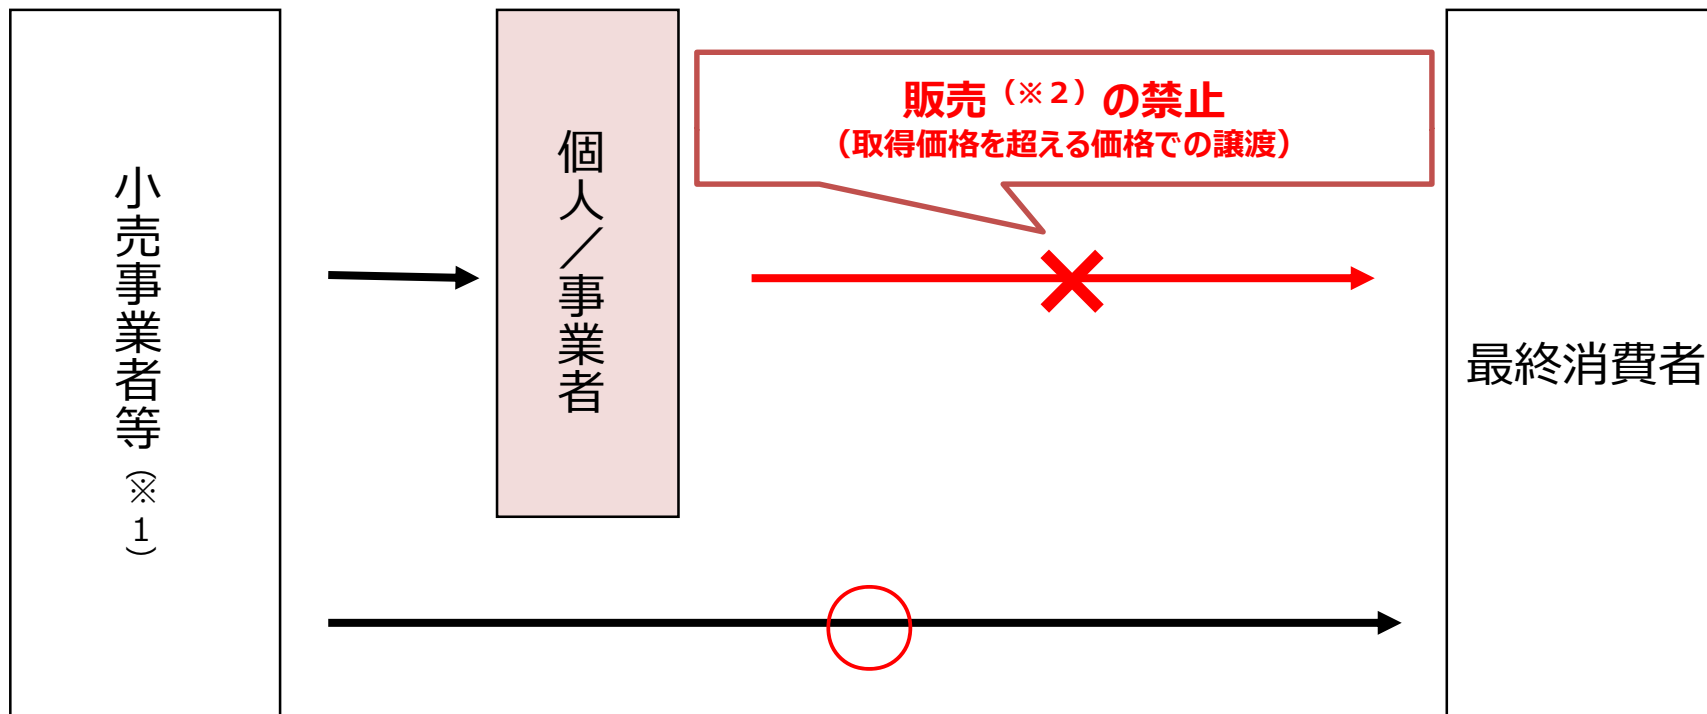 小売事業者等（※１）
個人／事業者
販売（※２）の禁止
（取得価格を超える価格での譲渡）
最終消費者